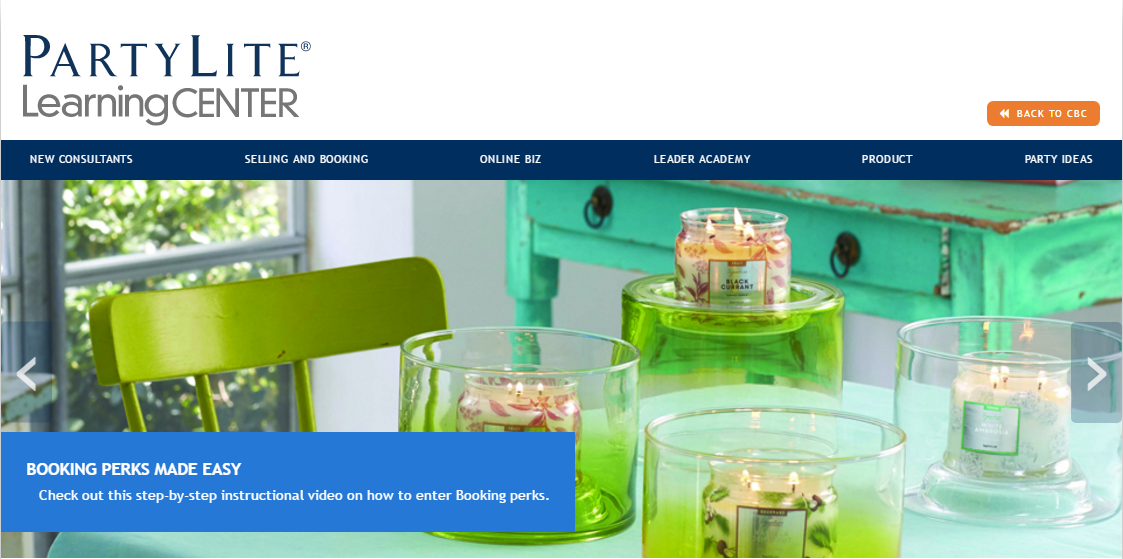 PARTYLITE®
LearningCENTER
BACK TO CBC
NEW CONSULTANTS
SELLING AND BOOKING
ONLINE BIZ
LEADER ACADEMY
PRODUCT
PARTY IDEAS
BLACK
CURRANT
WHITE
BOOKING PERKS MADE EASY
Check out this step-by-step instructional video on how to enter Booking perks.